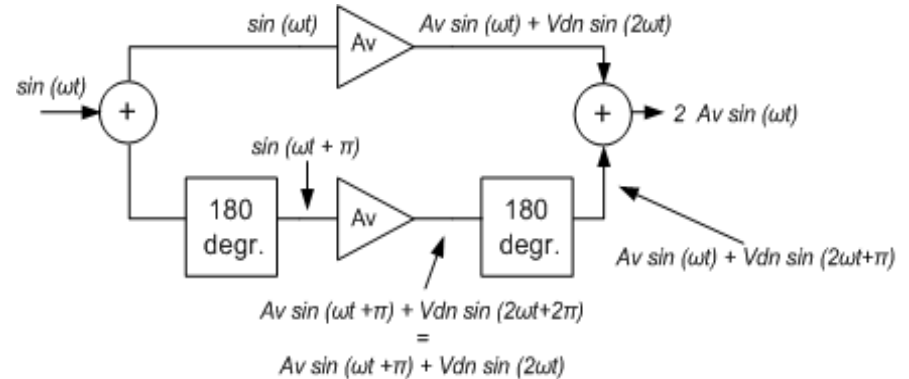 sin (ωt)
Av sin (ωt) + Vdn sin (2ωt)
Av
sin (ωt)
+
+
2 Av sin (ωt)
sin (ωt + π)
180
degr.
Av
180
degr.
Av sin (ωt) + Vdn sin (2ωt+π)
Av sin (ωt +π) + Vdn sin (2ωt+2π)
=
Av sin (ωt +π) + Vdn sin (2ωt)